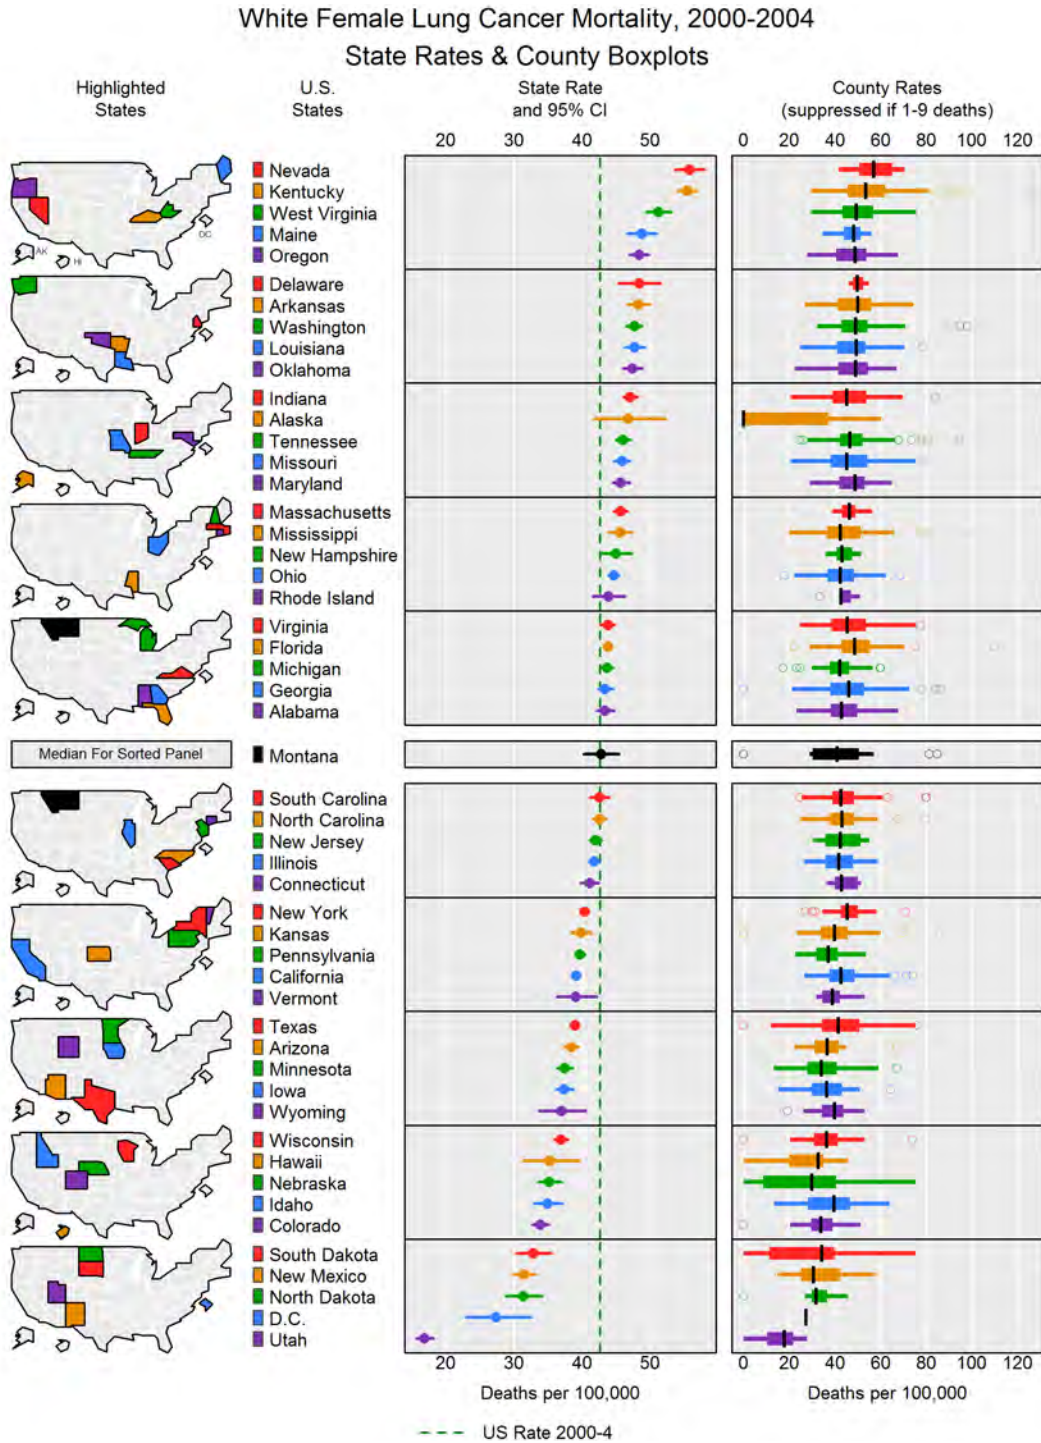 White Female Lung Cancer Mortality, 2000-2004
State Rates & County Boxplots
Highlighted
States
U.S.
States
State Rate
and 95% CI
County Rates
(suppressed if 1-9 deaths)
20 30 40 50
0 20 40 60 80 100 120
Nevada
Kentucky
West Virginia
Maine
Oregon
DC
AK
HI
Delaware
Arkansas
Washington
Louisiana
Oklahoma
Indiana
Alaska
Tennessee
Missouri
Maryland
Massachusetts
Mississippi
New Hampshire
Ohio
Rhode Island
Virginia
Florida
Michigan
Georgia
Alabama
Median For Sorted Panel
Montana
South Carolina
North Carolina
New Jersey
Illinois
Connecticut
New York
Kansas
Pennsylvania
California
Vermont
Texas
Arizona
Minnesota
Iowa
Wyoming
Wisconsin
Hawaii
Nebraska
Idaho
Colorado
South Dakota
New Mexico
North Dakota
D.C.
Utah
20 30 40 50
0 20 40 60 80 100 120
Deaths per 100,000
Deaths per 100,000
US Rate 2000-4